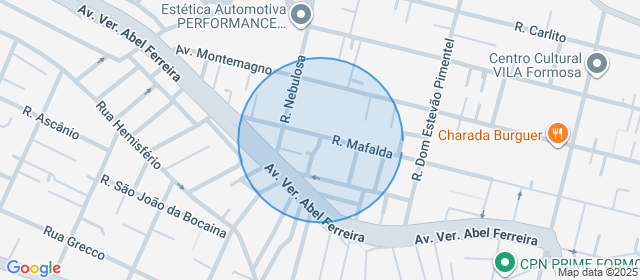 Estética Automotiva
PERFORMANCE...
R. Carlito
Av. Ver. Abel Ferreira
Av. Montemagno
Centro Cultural
VILA Formosa
R. Nebulosa
R. Dom Estevão Pimentel
R. Ascânio
Rua Hemisfério
Charada Burguer
R. Mafalda
R. São João da Bocaina
Av. Ver. Abel Ferreira
Rua Grecco
Av. Ver. Abel Ferreira
CPN PRIME FORMO
Google
Map data ©2025